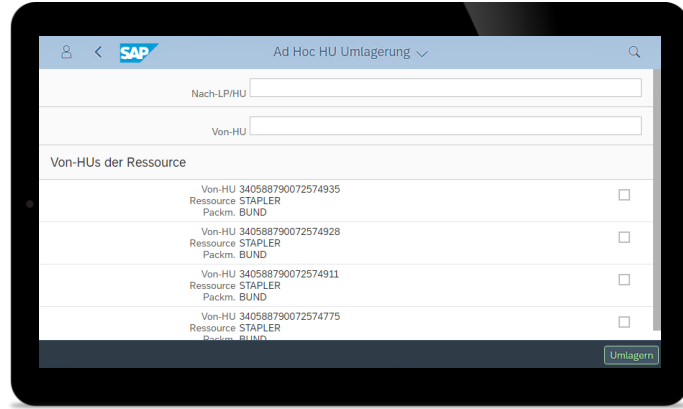 SAP Ad Hoc HU Umlagerung
Nach-LP/HU
Von-HU
Von-HUs der Ressource
Von-HU 340588790072574935
Ressource STAPLER
Packm. BUND
Von-HU 340588790072574928
Ressource STAPLER
Packm. BUND
Von-HU 340588790072574911
Ressource STAPLER
Packm. BUND
Von-HU 340588790072574775
Ressource STAPLER
Packm. BUND
Umlagern